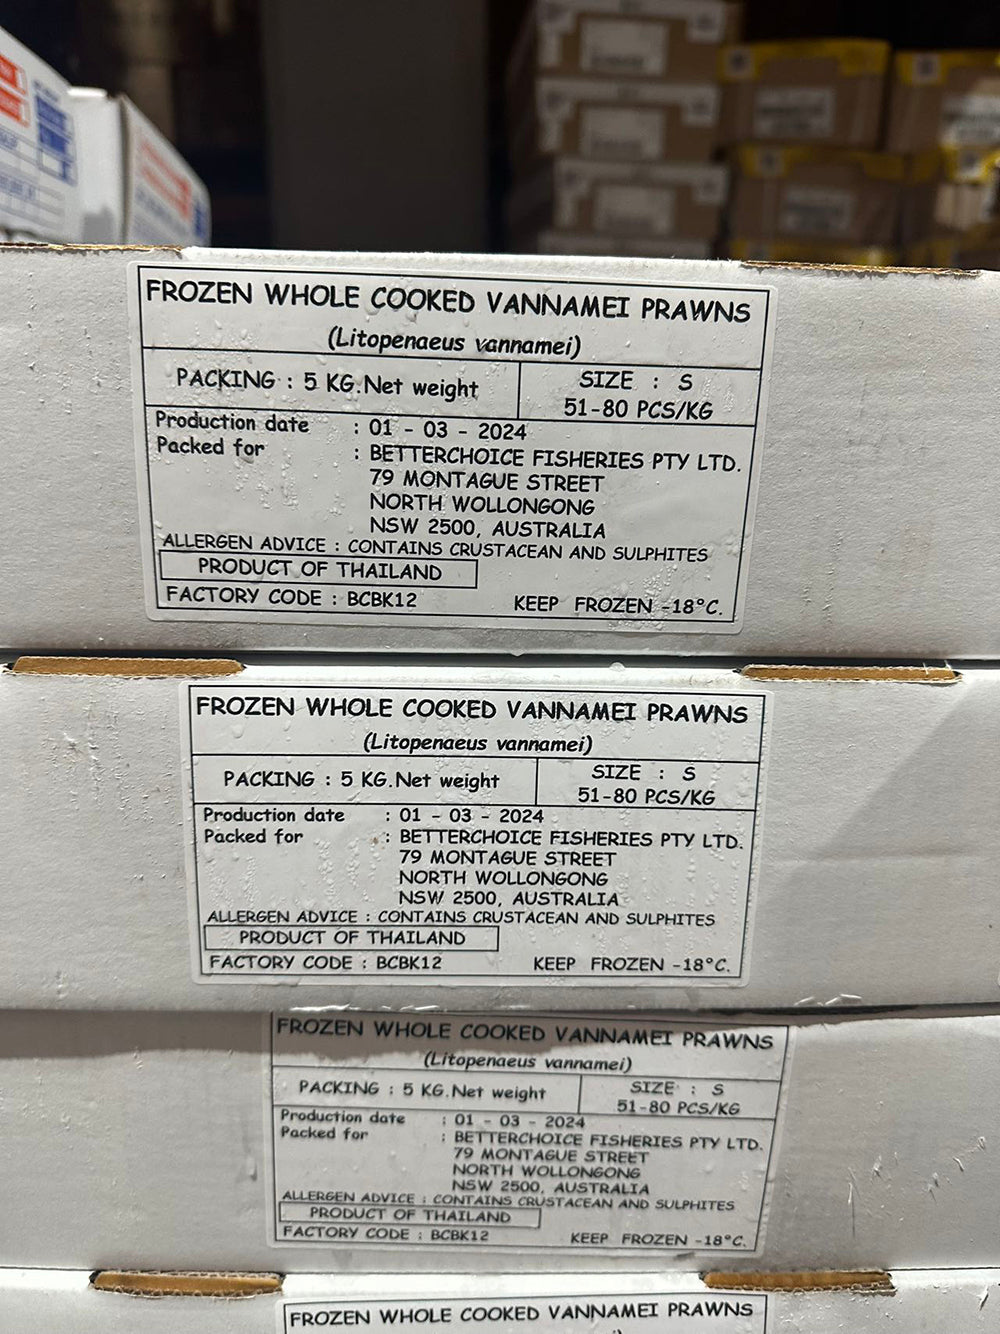 FROZEN WHOLE COOKED VANNAMEI PRAWNS
(Litopenaeus vannamei)
PACKING : 5 KG.Net weight
SIZE : S
51-80 PCS/KG
Production date : 01 - 03 - 2024
Packed for : BETTERCHOICE FISHERIES PTY LTD.
79 MONTAGUE STREET
NORTH WOLLONGONG
NSW 2500, AUSTRALIA
ALLERGEN ADVICE : CONTAINS CRUSTACEAN AND SULPHITES
PRODUCT OF THAILAND
FACTORY CODE : BCBK12 KEEP FROZEN -18°C.
FROZEN WHOLE COOKED VANNAMEI PRAWNS
(Litopenaeus vannamei)
PACKING : 5 KG.Net weight
SIZE : S
51-80 PCS/KG
Production date : 01 - 03 - 2024
Packed for : BETTERCHOICE FISHERIES PTY LTD.
79 MONTAGUE STREET
NORTH WOLLONGONG
NSW 2500, AUSTRALIA
ALLERGEN ADVICE : CONTAINS CRUSTACEAN AND SULPHITES
PRODUCT OF THAILAND
FACTORY CODE : BCBK12 KEEP FROZEN -18°C.
FROZEN WHOLE COOKED VANNAMEI PRAWNS
(Litopenaeus vannamei)
PACKING : 5 KG.Net weight
SIZE : S
51-80 PCS/KG
Production date : 01 - 03 - 2024
Packed for : BETTERCHOICE FISHERIES PTY LTD.
79 MONTAGUE STREET
NORTH WOLLONGONG
NSW 2500, AUSTRALIA
ALLERGEN ADVICE : CONTAINS CRUSTACEAN AND SULPHITES
PRODUCT OF THAILAND
FACTORY CODE : BCBK12 KEEP FROZEN -18°C.
FROZEN WHOLE COOKED VANNAMEI PRAWNS